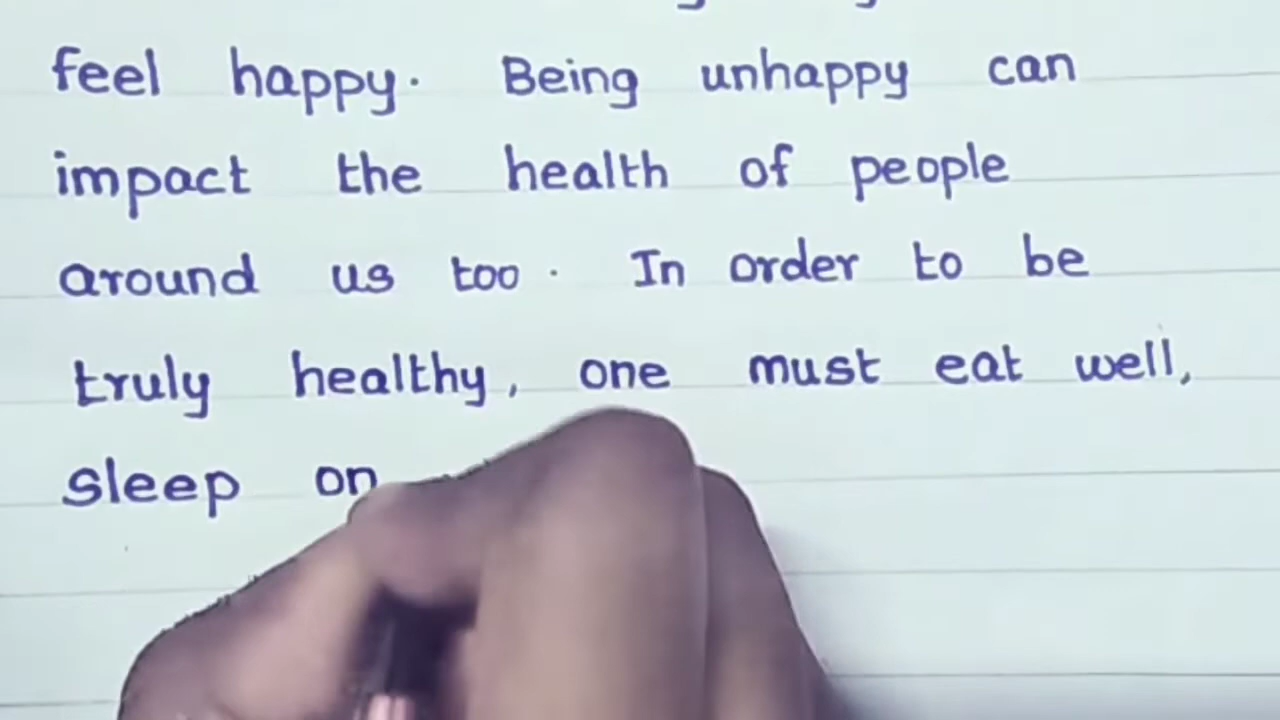 feel happy. Being unhappy can
impact the health of people
around us too. In order to be
truly healthy, one must eat well,
sleep on